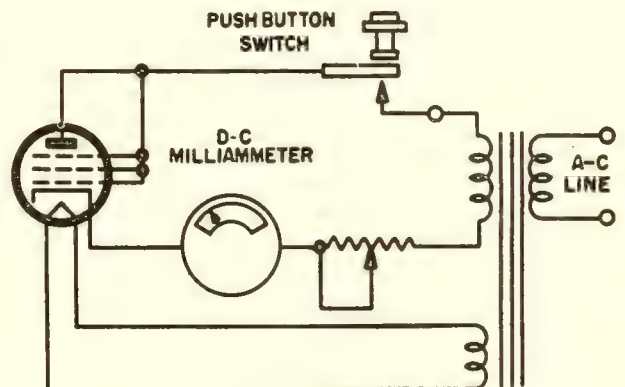 PUSH BUTTON
SWITCH
D-C
MILLIAMMETER
A-C
LINE